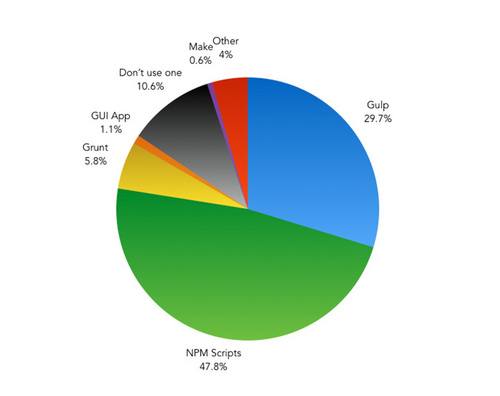 Other
4%
Make
0.6%
Don't use one
10.6%
GUI App
1.1%
Grunt
5.8%
Gulp
29.7%
NPM Scripts
47.8%